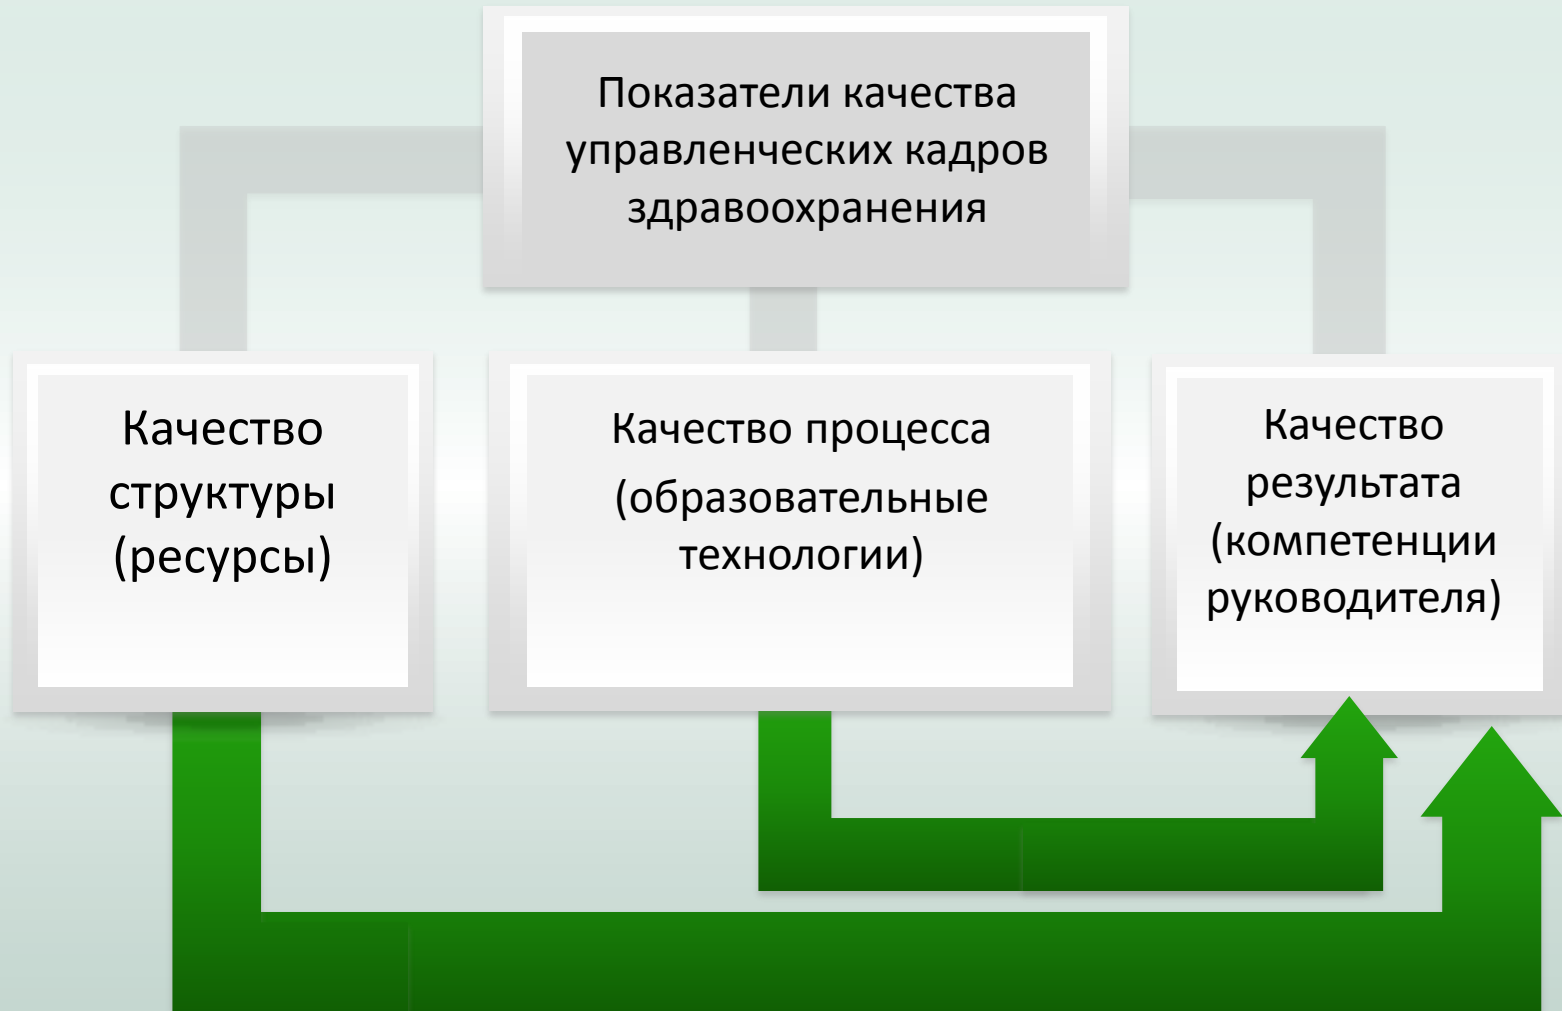 Показатели качества
управленческих кадров
здравоохранения
Качество
структуры
(ресурсы)
Качество процесса
(образовательные
технологии)
Качество
результата
(компетенции
руководителя)